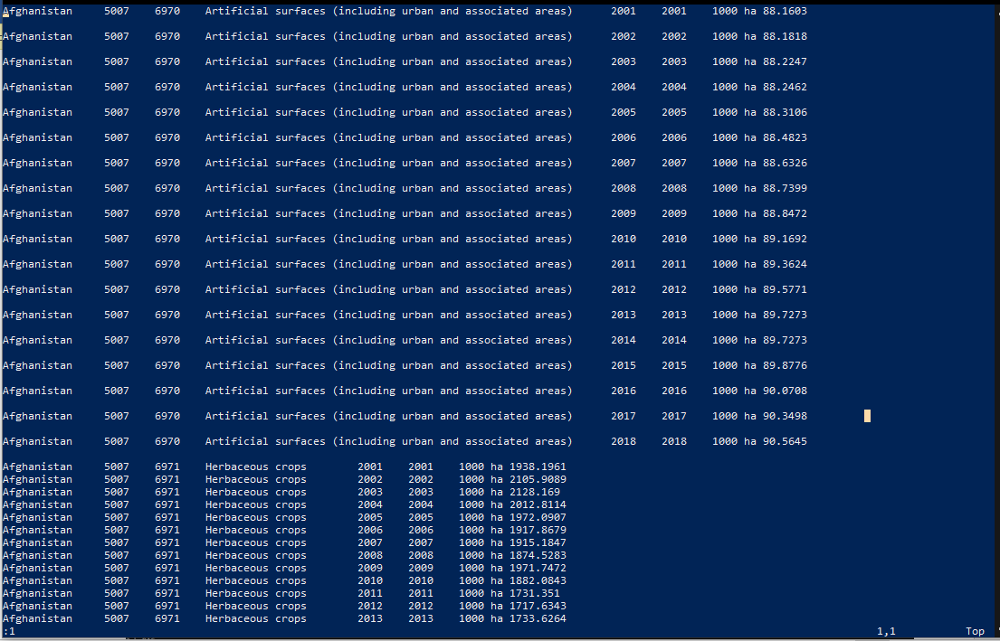 Afghanistan 5007 6970 Artificial surfaces (including urban and associated areas) 2001 2001 1000 ha 88.1603
Afghanistan 5007 6970 Artificial surfaces (including urban and associated areas) 2002 2002 1000 ha 88.1818
Afghanistan 5007 6970 Artificial surfaces (including urban and associated areas) 2003 2003 1000 ha 88.2247
Afghanistan 5007 6970 Artificial surfaces (including urban and associated areas) 2004 2004 1000 ha 88.2462
Afghanistan 5007 6970 Artificial surfaces (including urban and associated areas) 2005 2005 1000 ha 88.3106
Afghanistan 5007 6970 Artificial surfaces (including urban and associated areas) 2006 2006 1000 ha 88.4823
Afghanistan 5007 6970 Artificial surfaces (including urban and associated areas) 2007 2007 1000 ha 88.6326
Afghanistan 5007 6970 Artificial surfaces (including urban and associated areas) 2008 2008 1000 ha 88.7399
Afghanistan 5007 6970 Artificial surfaces (including urban and associated areas) 2009 2009 1000 ha 88.8472
Afghanistan 5007 6970 Artificial surfaces (including urban and associated areas) 2010 2010 1000 ha 89.1692
Afghanistan 5007 6970 Artificial surfaces (including urban and associated areas) 2011 2011 1000 ha 89.3624
Afghanistan 5007 6970 Artificial surfaces (including urban and associated areas) 2012 2012 1000 ha 89.5771
Afghanistan 5007 6970 Artificial surfaces (including urban and associated areas) 2013 2013 1000 ha 89.7273
Afghanistan 5007 6970 Artificial surfaces (including urban and associated areas) 2014 2014 1000 ha 89.7273
Afghanistan 5007 6970 Artificial surfaces (including urban and associated areas) 2015 2015 1000 ha 89.8776
Afghanistan 5007 6970 Artificial surfaces (including urban and associated areas) 2016 2016 1000 ha 90.0708
Afghanistan 5007 6970 Artificial surfaces (including urban and associated areas) 2017 2017 1000 ha 90.3498
Afghanistan 5007 6970 Artificial surfaces (including urban and associated areas) 2018 2018 1000 ha 90.5645
Afghanistan 5007 6971 Herbaceous crops 2001 2001 1000 ha 1938.1961
Afghanistan 5007 6971 Herbaceous crops 2002 2002 1000 ha 2105.9089
Afghanistan 5007 6971 Herbaceous crops 2003 2003 1000 ha 2128.169
Afghanistan 5007 6971 Herbaceous crops 2004 2004 1000 ha 2012.8114
Afghanistan 5007 6971 Herbaceous crops 2005 2005 1000 ha 1972.0907
Afghanistan 5007 6971 Herbaceous crops 2006 2006 1000 ha 1917.8679
Afghanistan 5007 6971 Herbaceous crops 2007 2007 1000 ha 1915.1847
Afghanistan 5007 6971 Herbaceous crops 2008 2008 1000 ha 1874.5283
Afghanistan 5007 6971 Herbaceous crops 2009 2009 1000 ha 1971.7472
Afghanistan 5007 6971 Herbaceous crops 2010 2010 1000 ha 1882.0843
Afghanistan 5007 6971 Herbaceous crops 2011 2011 1000 ha 1731.351
Afghanistan 5007 6971 Herbaceous crops 2012 2012 1000 ha 1717.6343
Afghanistan 5007 6971 Herbaceous crops 2013 2013 1000 ha 1733.6264
:1 1,1 Top